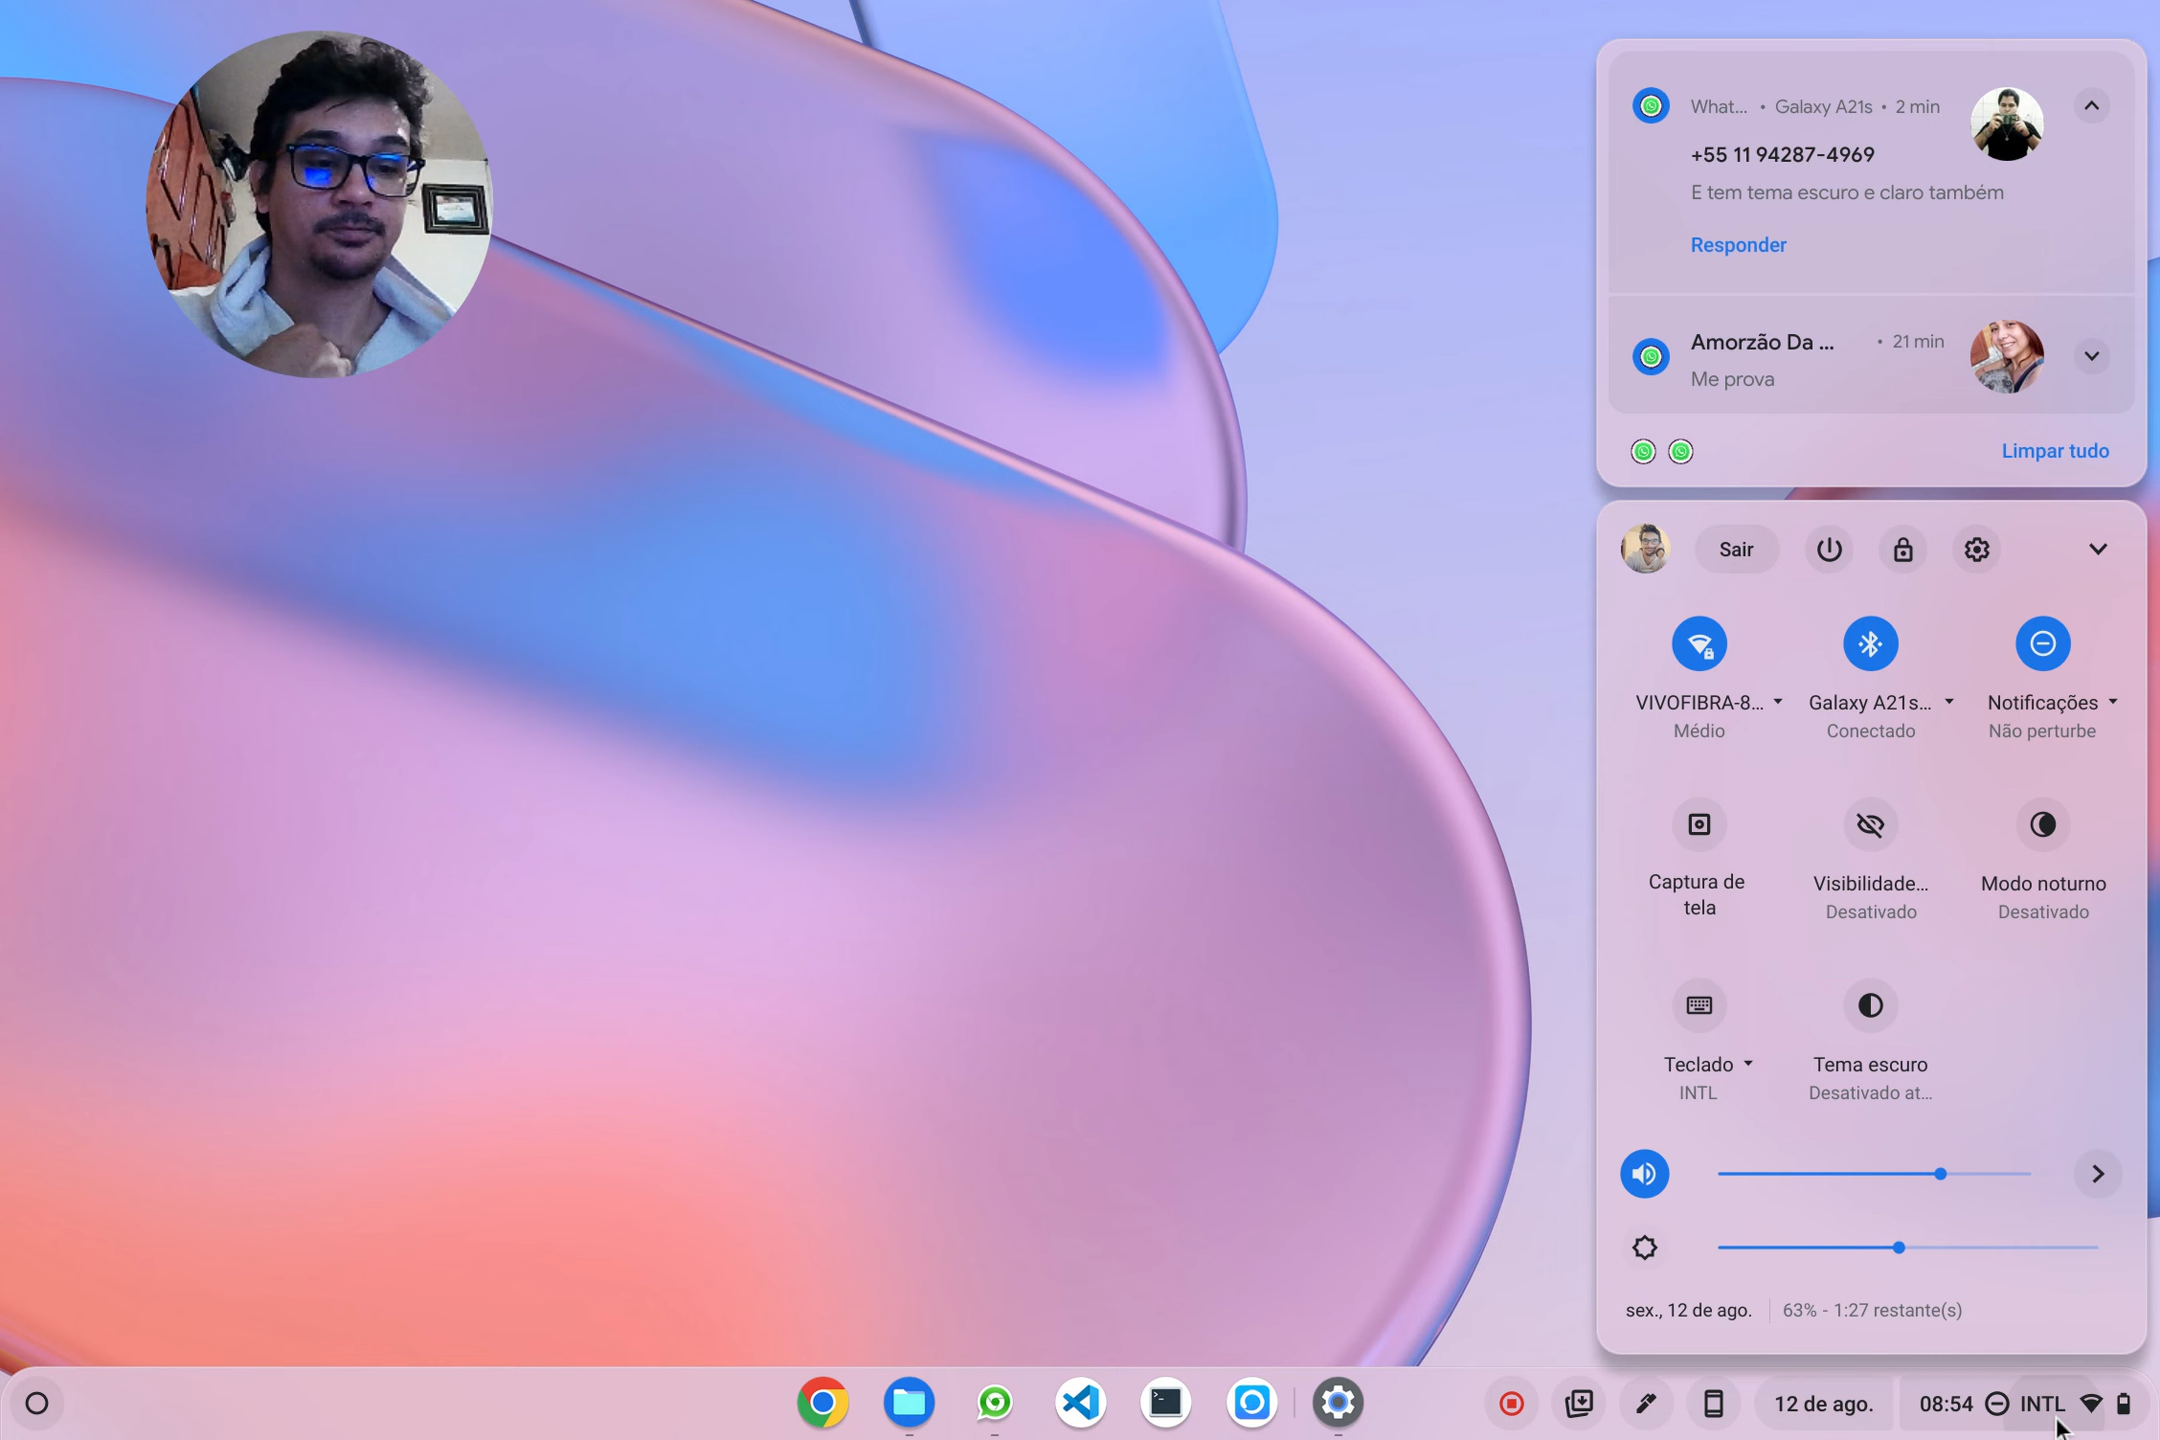 What... • Galaxy A21s • 2 min
+55 11 94287-4969
E tem tema escuro e claro também
Responder
Amorzão Da ... • 21 min
Me prova
Limpar tudo
Sair
VIVOFIBRA-8...
Médio
Galaxy A21s...
Conectado
Notificações
Não perturbe
Captura de
tela
Visibilidade...
Desativado
Modo noturno
Desativado
Teclado
INTL
Tema escuro
Desativado at...
sex., 12 de ago.
63% - 1:27 restante(s)
12 de ago.
08:54
INTL